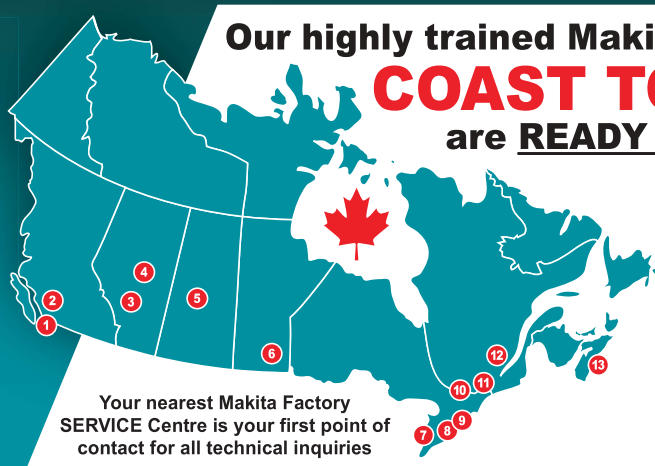 Our highly trained Maki
COAST TO
are READY
4
2
3
5
1
6
12
13
11
10
9
8
7
Your nearest Makita Factory
SERVICE Centre is your first point of
contact for all technical inquiries